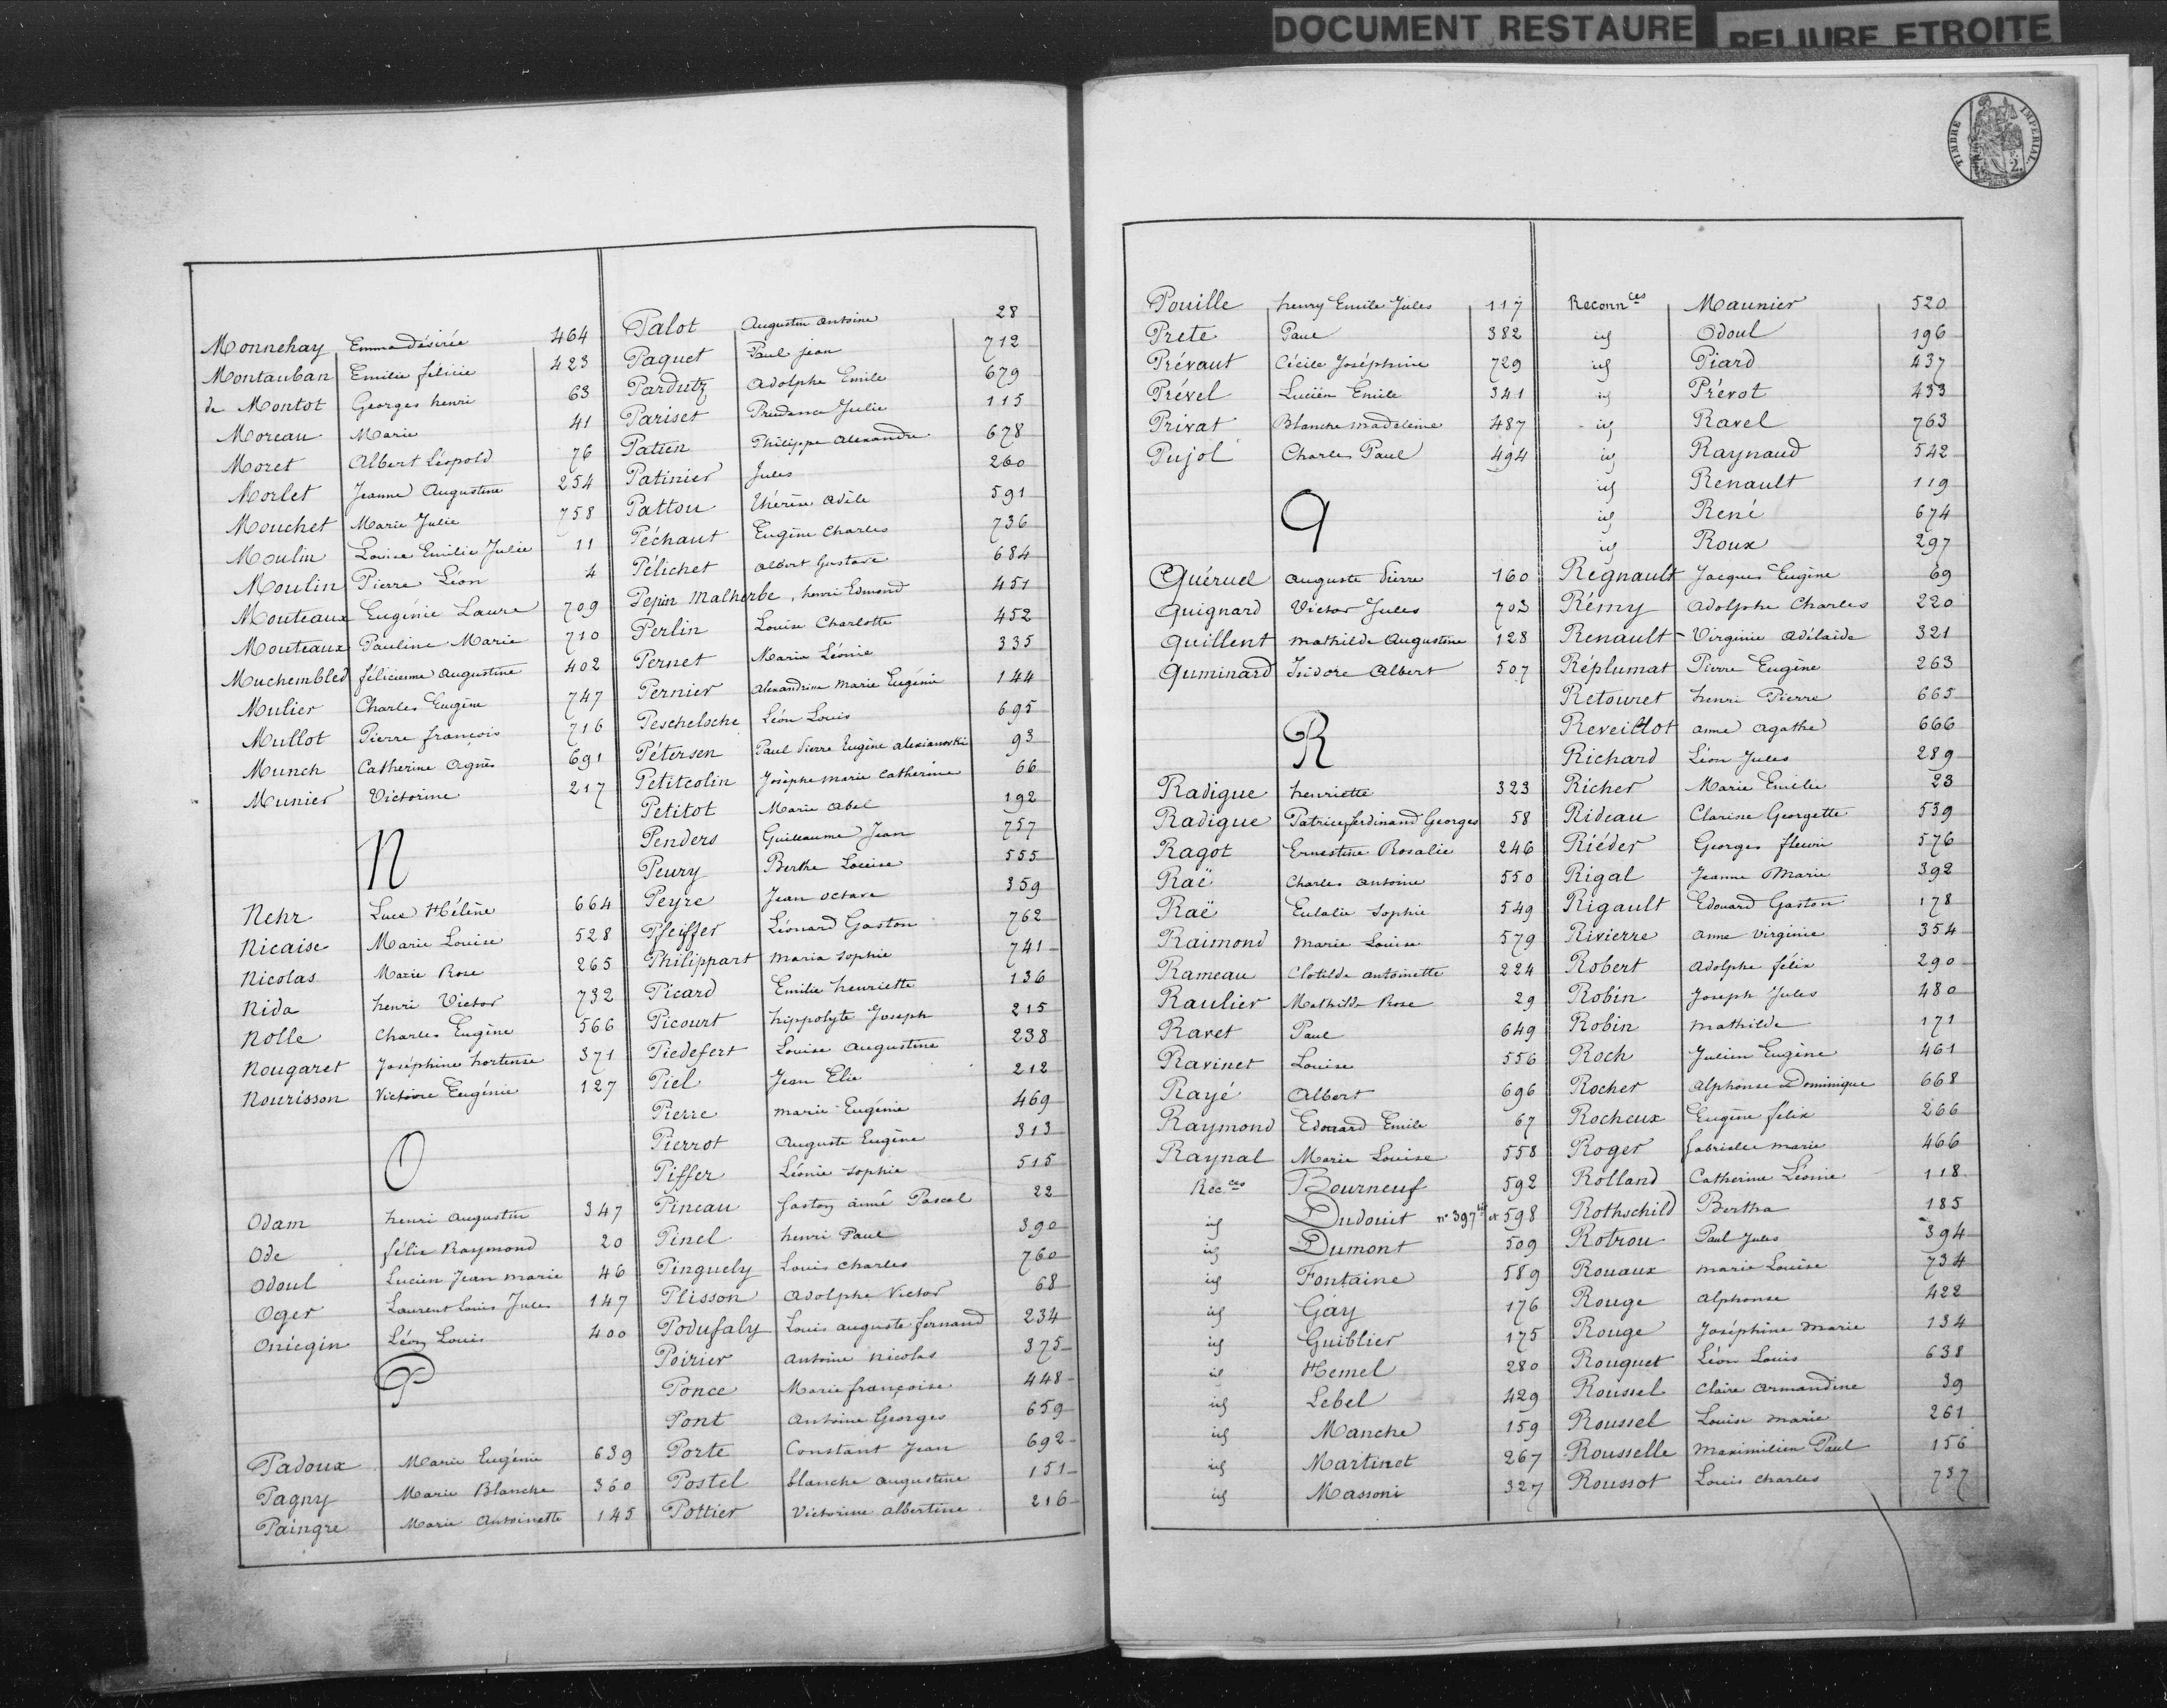 DOCUMENT RESTAURE
RELIURE ETROITE
TIMBRE IMPERIAL
2
Monnehay Emma désirée 464
Montauban Emilie félicie 423
de Montot Georges henri 63
Moreau Marie 41
Moret Albert Léopold 76
Morlet Jeanne Augustine 254
Mouchet Marie Julie 758
Moulin Louise Emilie Julie 11
Moulin Pierre Léon 4
Mouteaux Eugénie Laure 709
Mouteaux Pauline Marie 710
Muchembled félicienne augustine 402
Mulier Charles Eugène 747
Mullot Pierre françois 716
Munch Catherine Agnès 691
Munier Victorine 217
N
Nehr Luce Hélène 664
Nicaise Marie Louise 528
Nicolas Marie Rose 265
Nida henri Victor 732
Nolle Charles Eugène 566
Nougaret Joséphine hortense 371
Nourisson Victoire Eugénie 127
O
Odam henri augustin 347
Ode félix Raymond 20
Odoul Lucien Jean marie 46
Oger Laurent Louis Jules 147
Oniégin Léon Louis 400
P
Padoux Marie Eugénie 639
Pagny Marie Blanche 360
Paingre Marie Antoinette 145
Palot Augustin antoine 28
Paquet Paul jean 712
Pardutz adolphe Emile 679
Pariset Prudence Julie 115
Patien Philippe alexandre 678
Patinier Jules 260
Pattou thérèse adèle 591
Péchaut Eugène Charles 736
Pélichet albert Gustave 684
Pepin Malherbe, henri Edmond 451
Perlin Louise Charlotte 452
Pernet Maria Léonie 335
Pernier alexandrine Marie Eugénie 144
Pescheloche Léon Louis 695
Pétersen Paul Pierre Eugène alexianoski 93
Petitcolin Josèphe marie catherine 66
Petitot Marie Abel 192
Penders Guillaume Jean 757
Peury Berthe Louise 555
Peyre Jean octave 359
Pfeiffer Léonard Gaston 762
Philippart maria sophie 741
Picard Emilie henriette 136
Picourt hippolyte Joseph 215
Piedefert Louise augustine 238
Piel Jean Elie 212
Pierre marie Eugénie 469
Pierrot Auguste Eugène 313
Piffer Léonie sophie 515
Pineau Gaston aimé Pascal 22
Pinel henri Paul 390
Pinguely Louis charles 760
Plisson adolphe Victor 68
Podufaly Louis auguste fernand 234
Poirier antoine nicolas 375
Ponce Marie françoise 448
Pont antoine Georges 659
Porte Constant Jean 692
Postel blanche augustine 151
Pottier Victorine albertine 216
Pouille henry Emile Jules 117
Prete Paul 382
Prévaut Cécile Joséphine 729
Prével Lucien Emile 341
Privat Blanche madeleine 487
Pujol Charles Paul 494
Q
Quéruel auguste Pierre 160
Quignard Victor Jules 703
Quillent mathilde augustine 128
Quminard Isidore Albert 507
R
Radigue henriette 323
Radigue Patrice ferdinand Georges 58
Ragot Ernestine Rosalie 246
Raë Charles antoine 550
Raë Eulalie sophie 549
Raimond marie Louise 579
Rameau Clotilde antoinette 224
Raulier Mathilde Rose 29
Ravet Paul 649
Ravinet Louise 556
Rayé Albert 696
Raymond Edouard Emile 67
Raynal Marie Louise 558
Rec.ces Bourneuf 592
id Dudouit n° 397 bis et 598
id Dumont 509
id Fontaine 589
id Gay 176
id Guiblier 175
id Hemel 280
id Lebel 429
id Manche 159
id Martinet 267
id Massoni 327
Reconn.ces Maunier 520
id Odoul 196
id Piard 437
id Prévot 433
id Ravel 763
id Raynaud 542
id Renault 119
id René 674
id Roux 297
Regnault Jacques Eugène 69
Rémy Adolphe Charles 220
Renault Virginie Adélaïde 321
Réplumat Pierre Eugène 263
Retouret henri Pierre 665
Reveillot anne agathe 666
Richard Léon Jules 289
Richer Marie Emilie 23
Rideau Clarisse Georgette 539
Riéder Georges fleuri 576
Rigal Jeanne Marie 392
Rigault Edouard Gaston 178
Rivierre anne virginie 354
Robert adolphe félix 290
Robin Joseph Jules 480
Robin mathilde 171
Roch Julien Eugène 461
Rocher alphonse Dominique 668
Rocheux Eugène félix 266
Roger Gabrielle marie 466
Rolland Catherine Léonie 118
Rothschild Bertha 185
Rotrou Paul Jules 394
Rouaux marie Louise 734
Rouge alphonse 422
Rouge Joséphine marie 134
Rouquet Léon Louis 638
Roussel Claire armandine 39
Roussel Louise marie 261
Rousselle maximilien Paul 156
Roussot Louis charles 737